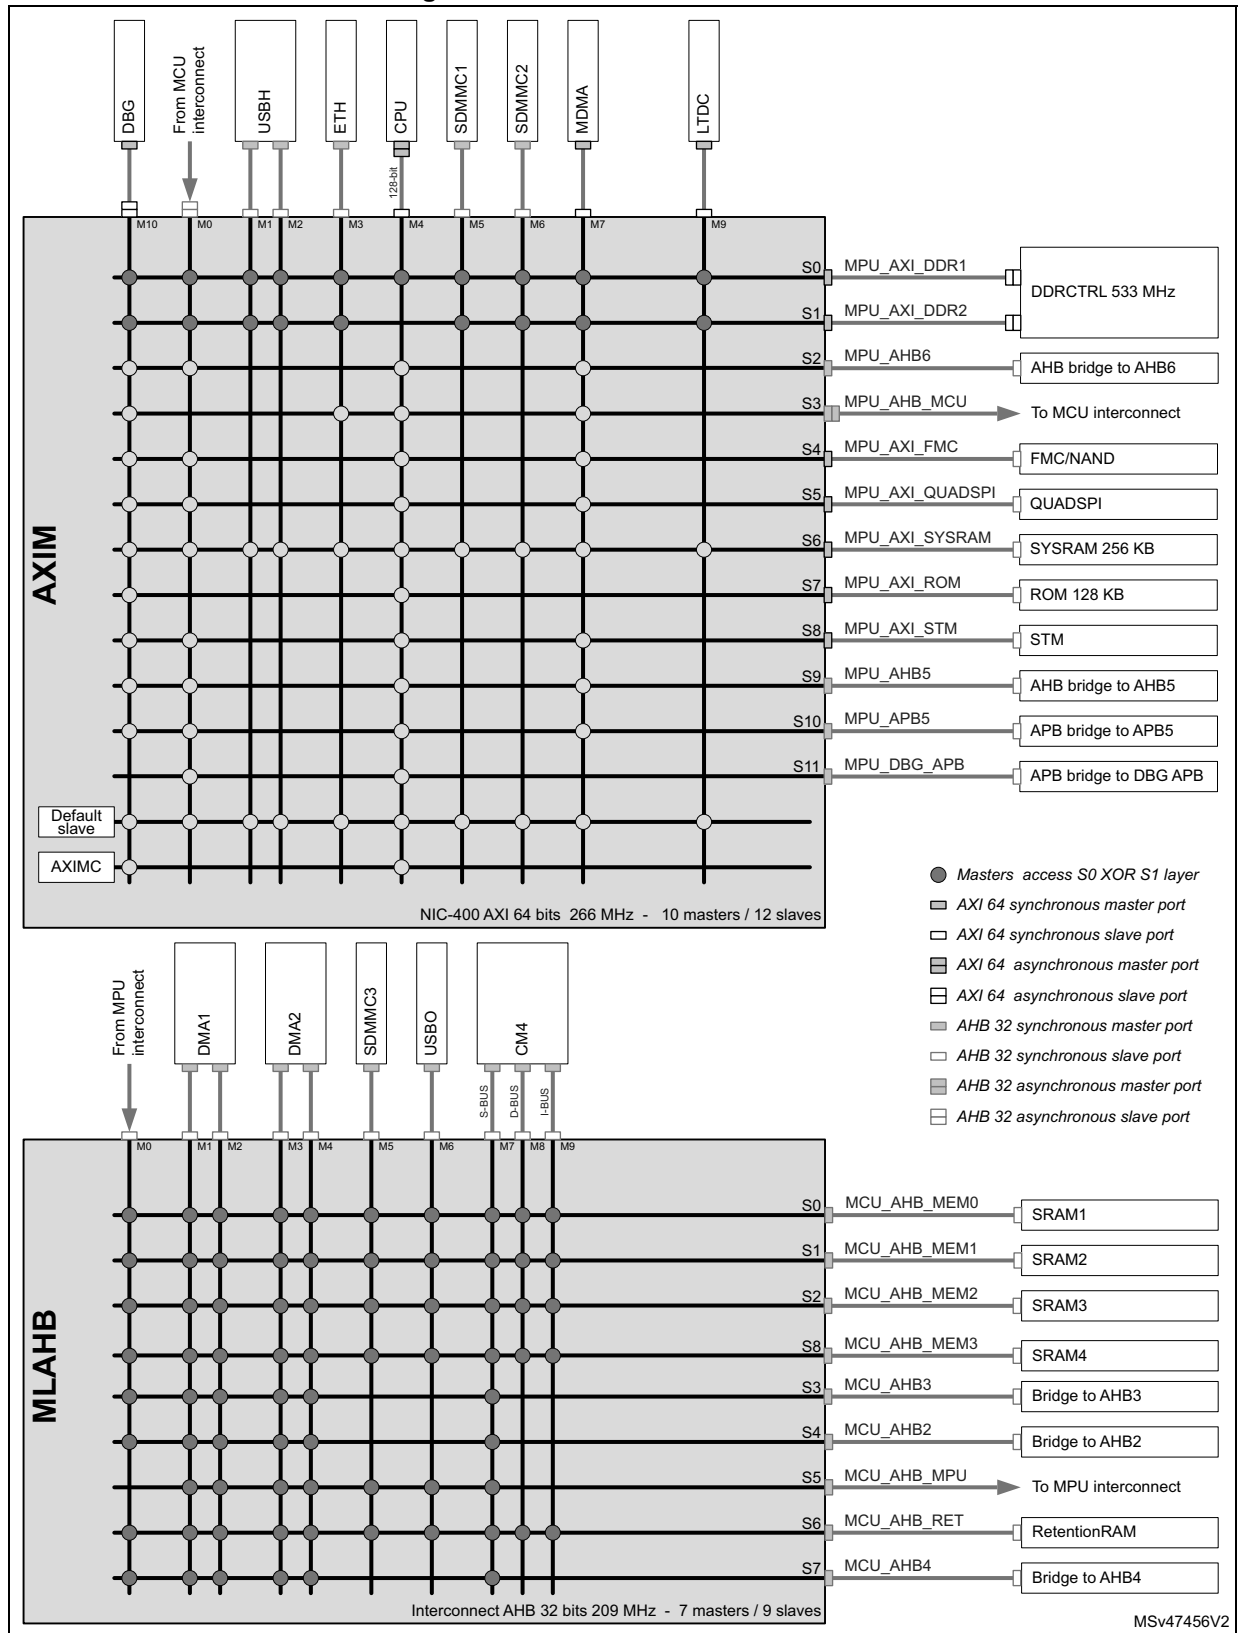 DBG
From MCU
interconnect
USBH
ETH
CPU
SDMMC1
SDMMC2
MDMA
LTDC
128-bit
M10
M0
M1
M2
M3
M4
M5
M6
M7
M9
AXIM
S0
MPU_AXI_DDR1
DDRCTRL 533 MHz
S1
MPU_AXI_DDR2
S2
MPU_AHB6
AHB bridge to AHB6
S3
MPU_AHB_MCU
To MCU interconnect
S4
MPU_AXI_FMC
FMC/NAND
S5
MPU_AXI_QUADSPI
QUADSPI
S6
MPU_AXI_SYSRAM
SYSRAM 256 KB
S7
MPU_AXI_ROM
ROM 128 KB
S8
MPU_AXI_STM
STM
S9
MPU_AHB5
AHB bridge to AHB5
S10
MPU_APB5
APB bridge to APB5
S11
MPU_DBG_APB
APB bridge to DBG APB
Default
slave
AXIMC
NIC-400 AXI 64 bits 266 MHz - 10 masters / 12 slaves
Masters access S0 XOR S1 layer
AXI 64 synchronous master port
AXI 64 synchronous slave port
AXI 64 asynchronous master port
AXI 64 asynchronous slave port
AHB 32 synchronous master port
AHB 32 synchronous slave port
AHB 32 asynchronous master port
AHB 32 asynchronous slave port
From MPU
interconnect
DMA1
DMA2
SDMMC3
USBO
CM4
S-BUS
D-BUS
I-BUS
M0
M1
M2
M3
M4
M5
M6
M7
M8
M9
MLAHB
S0
MCU_AHB_MEM0
SRAM1
S1
MCU_AHB_MEM1
SRAM2
S2
MCU_AHB_MEM2
SRAM3
S8
MCU_AHB_MEM3
SRAM4
S3
MCU_AHB3
Bridge to AHB3
S4
MCU_AHB2
Bridge to AHB2
S5
MCU_AHB_MPU
To MPU interconnect
S6
MCU_AHB_RET
RetentionRAM
S7
MCU_AHB4
Bridge to AHB4
Interconnect AHB 32 bits 209 MHz - 7 masters / 9 slaves
MSv47456V2